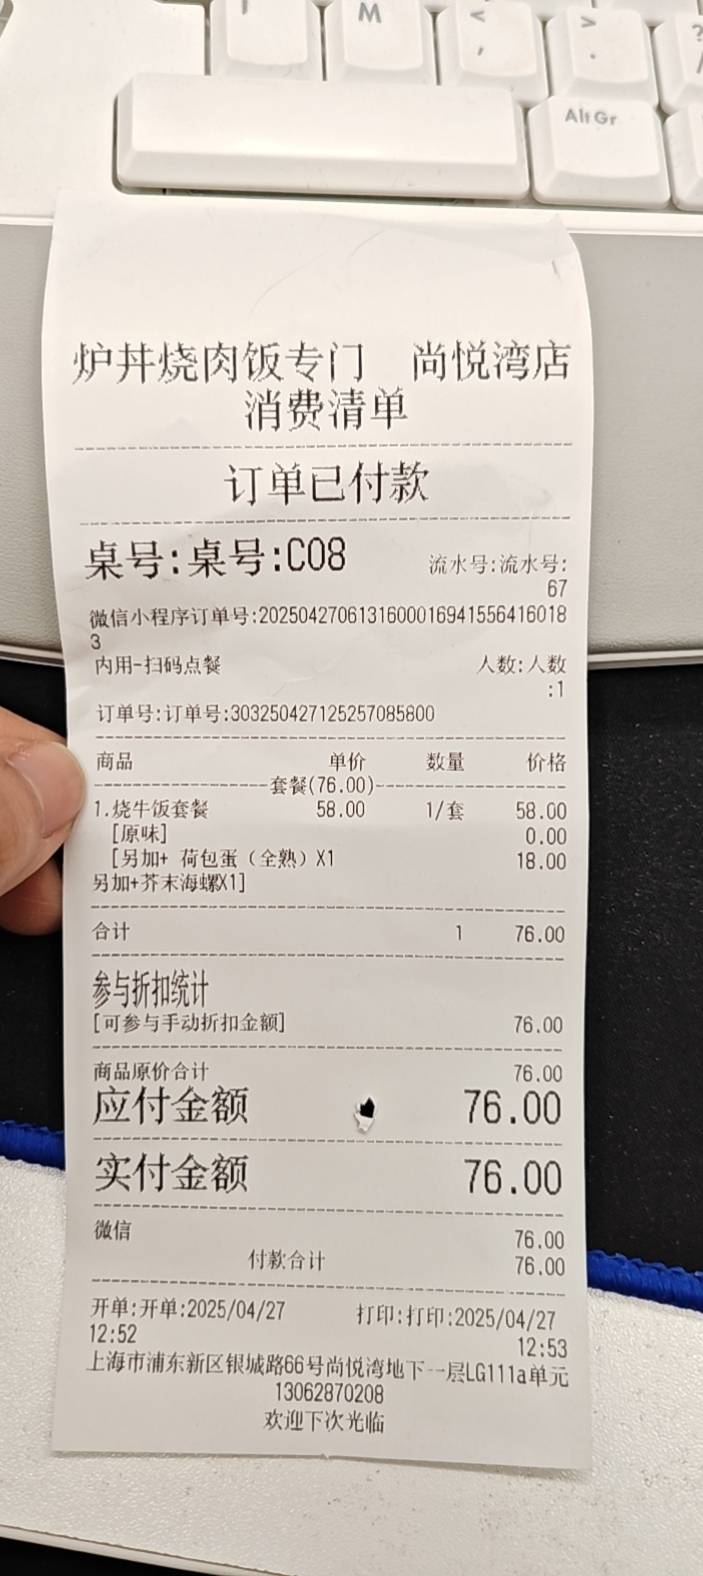 M
<
,
>
.
?
/
Alt Gr
炉丼烧肉饭专门 尚悦湾店
消费清单
订单已付款
桌号:桌号:C08
流水号:流水号:
67
微信小程序订单号:2025042706131600016941556416018
3
内用-扫码点餐
人数:人数
:1
订单号:订单号:303250427125257085800
商品 单价 数量 价格
套餐(76.00)
1.烧牛饭套餐 58.00 1/套 58.00
[原味] 0.00
[另加+ 荷包蛋（全熟）X1 18.00
另加+芥末海螺X1]
合计 1 76.00
参与折扣统计
[可参与手动折扣金额] 76.00
商品原价合计 76.00
应付金额 76.00
实付金额 76.00
微信 76.00
付款合计 76.00
开单:开单:2025/04/27
12:52
打印:打印:2025/04/27
12:53
上海市浦东新区银城路66号尚悦湾地下一层LG111a单元
13062870208
欢迎下次光临